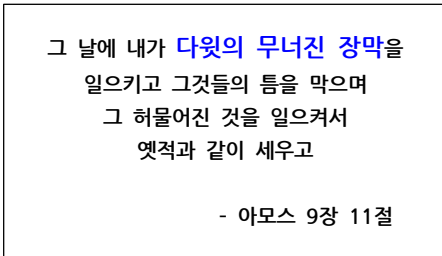 그 날에 내가 다윗의 무너진 장막을
일으키고 그것들의 틈을 막으며
그 허물어진 것을 일으켜서
옛적과 같이 세우고
- 아모스 9장 11절